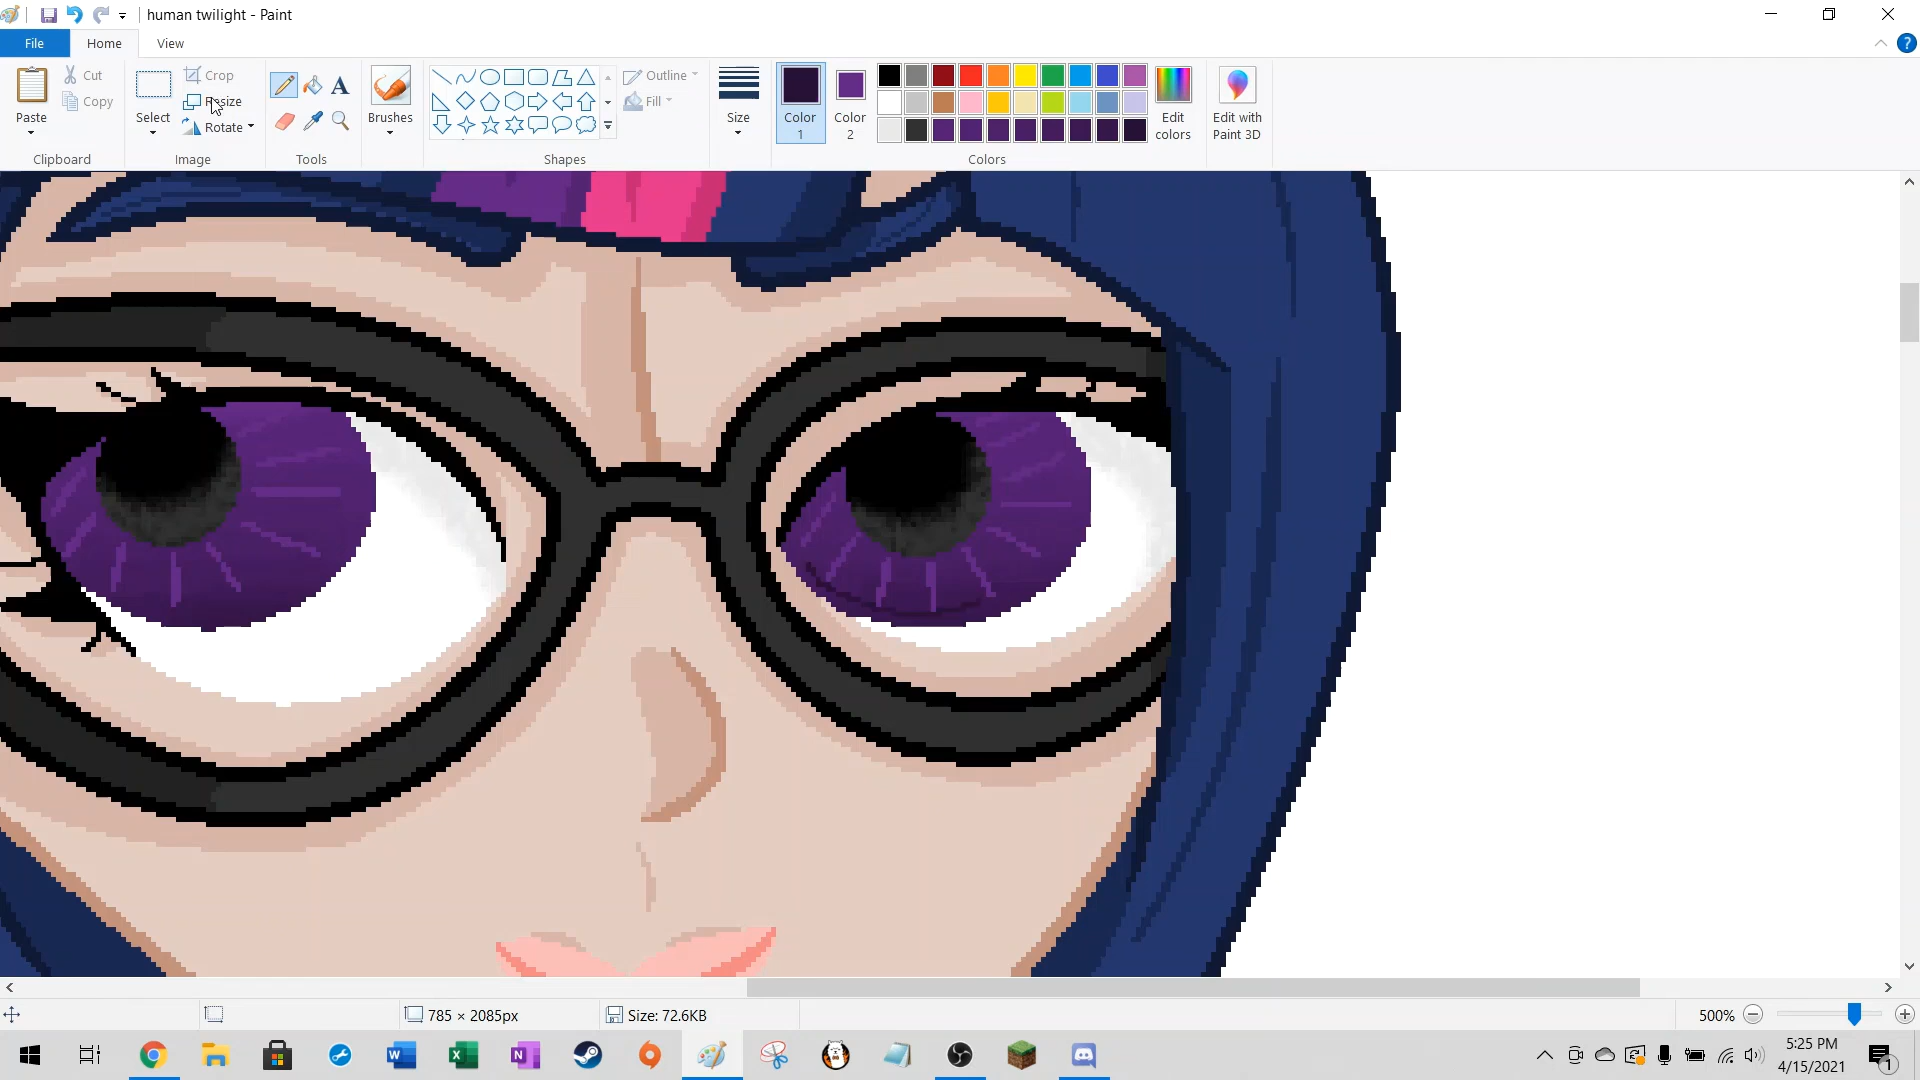 human twilight - Paint
File
Home
View
Paste
Cut
Copy
Clipboard
Select
Crop
Resize
Rotate
Image
Tools
Brushes
Shapes
Outline
Fill
Size
Color
1
Color
2
Colors
Edit
colors
Edit with
Paint 3D
785 × 2085px
Size: 72.6KB
500%
5:25 PM
4/15/2021
1